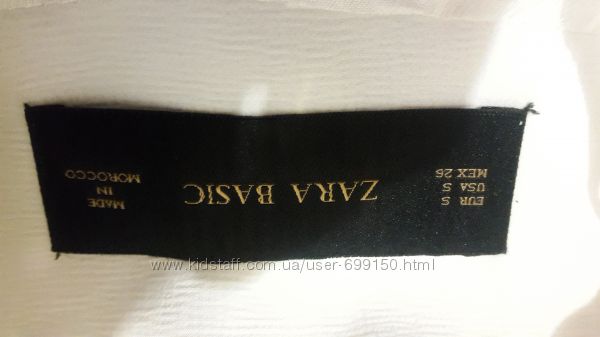 EUR S
USA S
MEX 26
ZARA BASIC
MADE
IN
MOROCCO
www.kidstaff.com.ua/user-699150.html